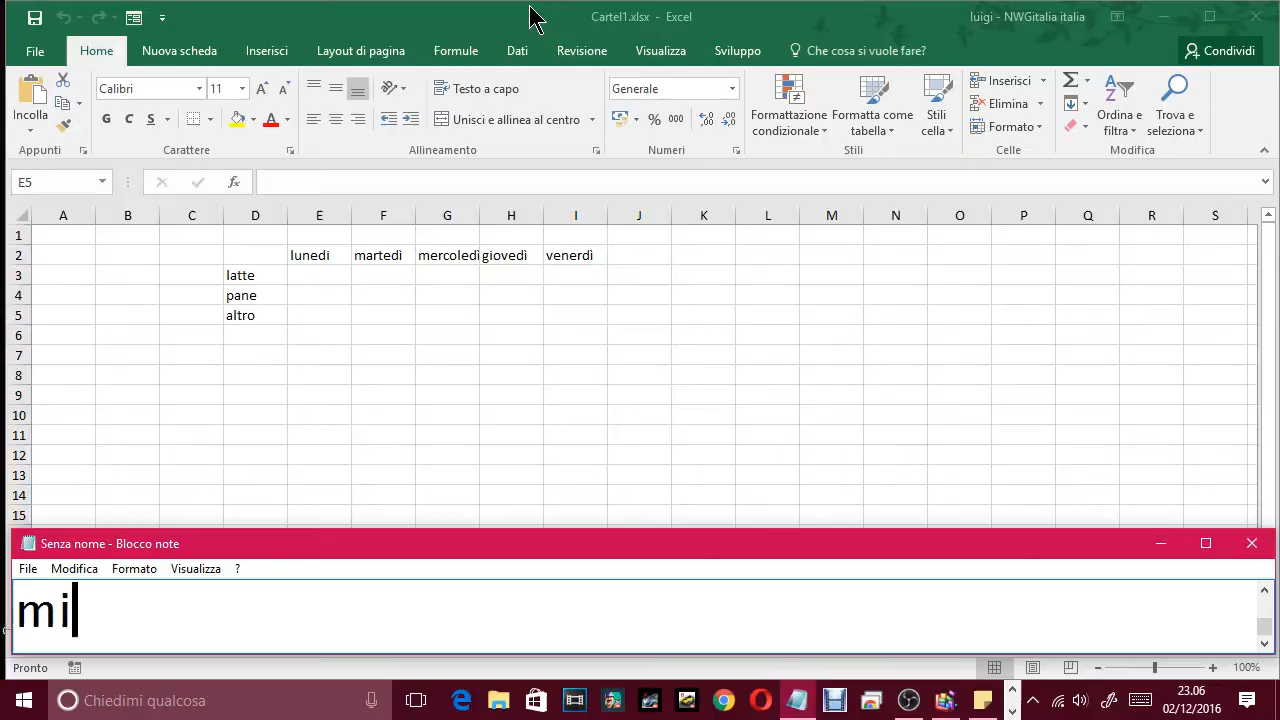 Cartel1.xlsx - Excel
luigi - NWGitalia italia
File Home Nuova scheda Inserisci Layout di pagina Formule Dati Revisione Visualizza Sviluppo Che cosa si vuole fare? Condividi
Incolla
Calibri 11
G C S
Testo a capo
Unisci e allinea al centro
Generale
% 000
Formattazione condizionale
Formatta come tabella
Stili cella
Inserisci
Elimina
Formato
Ordina e filtra
Trova e seleziona
Appunti Carattere Allineamento Numeri Stili Celle Modifica
E5 fx
A B C D E F G H I J K L M N O P Q R S
1
2 lunedi martedì mercoledì giovedì venerdì
3 latte
4 pane
5 altro
6
7
8
9
10
11
12
13
14
15
Senza nome - Blocco note
File Modifica Formato Visualizza ?
mi
Pronto 100%
Chiedimi qualcosa
23.06
02/12/2016